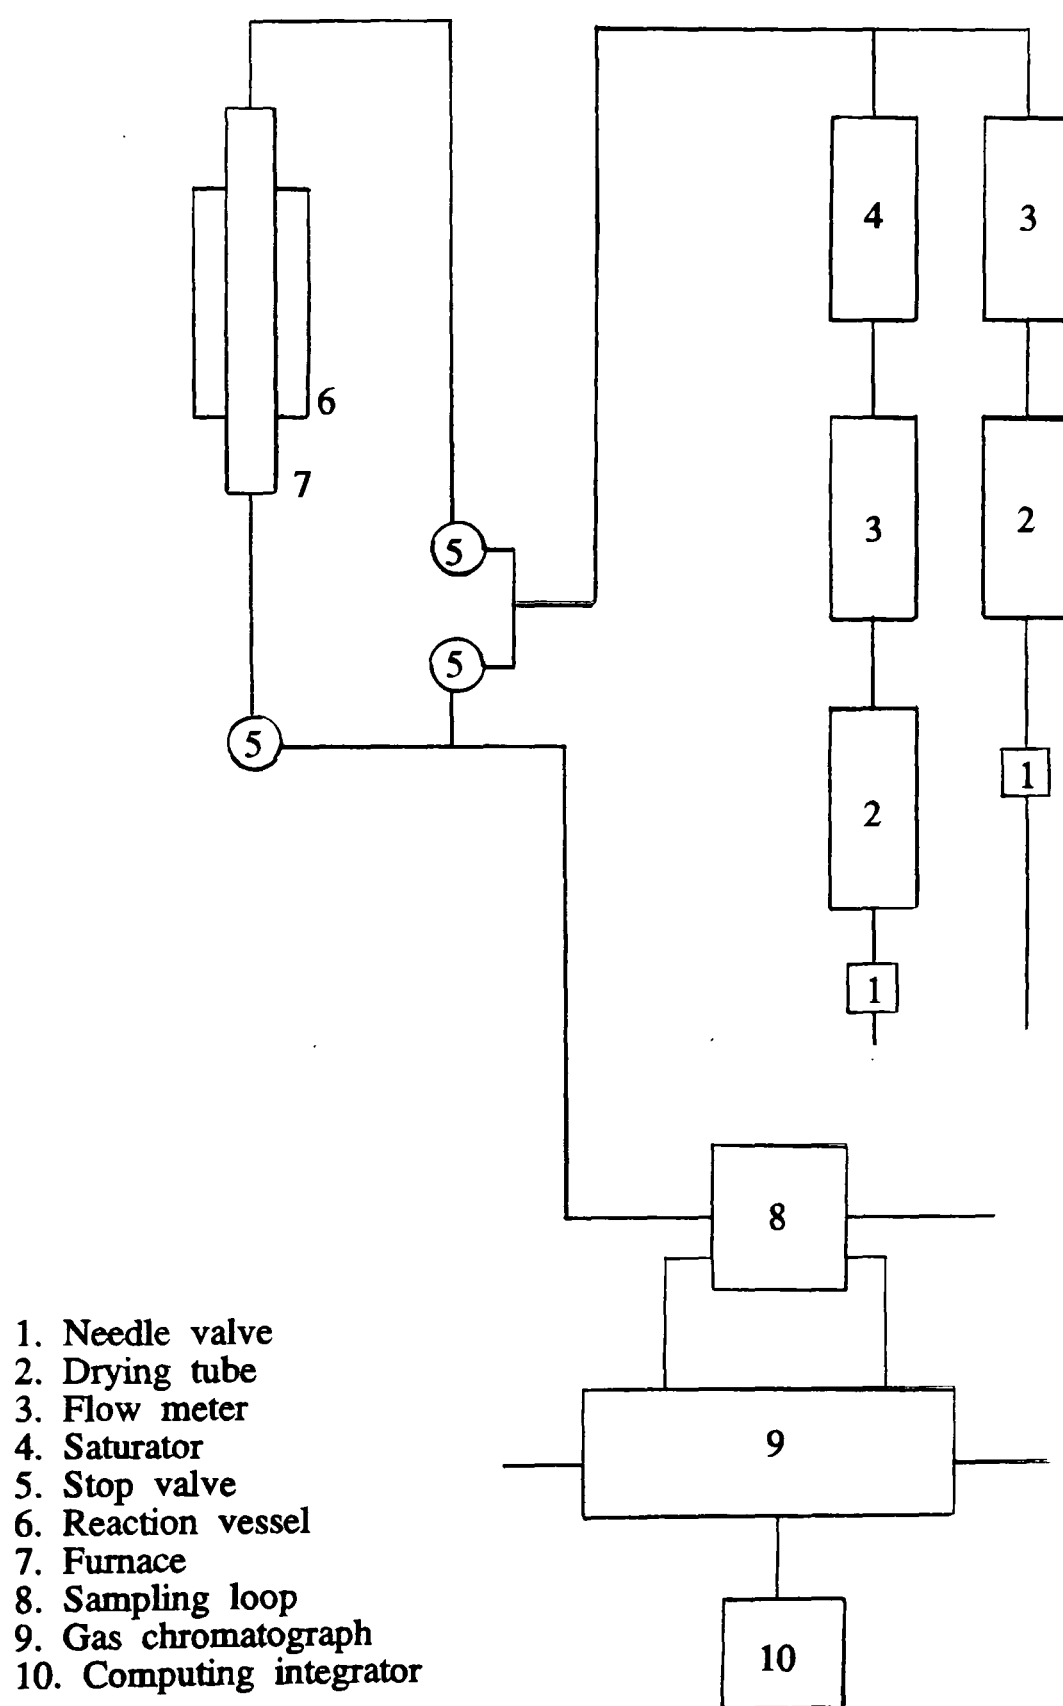 4
3
6
7
3
2
5
5
5
2
1
1
8
9
10
1. Needle valve
2. Drying tube
3. Flow meter
4. Saturator
5. Stop valve
6. Reaction vessel
7. Furnace
8. Sampling loop
9. Gas chromatograph
10. Computing integrator